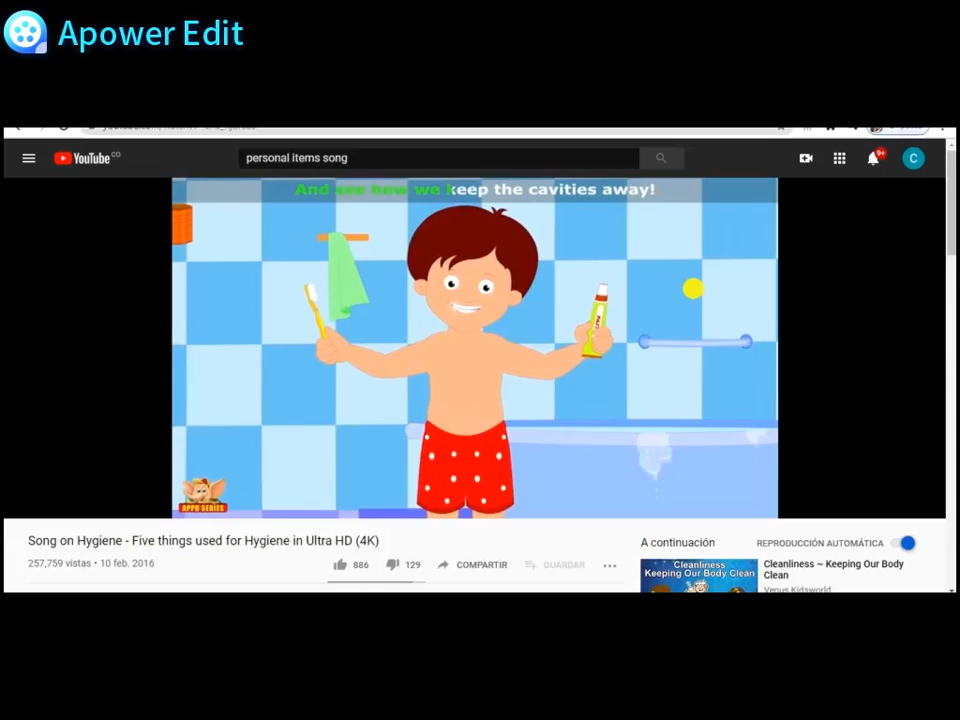 Apower Edit
YouTube CO
personal items song
9+
C
And see how we keep the cavities away!
APPU SERIES
Song on Hygiene - Five things used for Hygiene in Ultra HD (4K)
257,759 vistas • 10 feb. 2016
886
129
COMPARTIR
GUARDAR
A continuación
REPRODUCCIÓN AUTOMÁTICA
Cleanliness
Keeping Our Body Clean
Cleanliness ~ Keeping Our Body
Clean
Venus Kidsworld